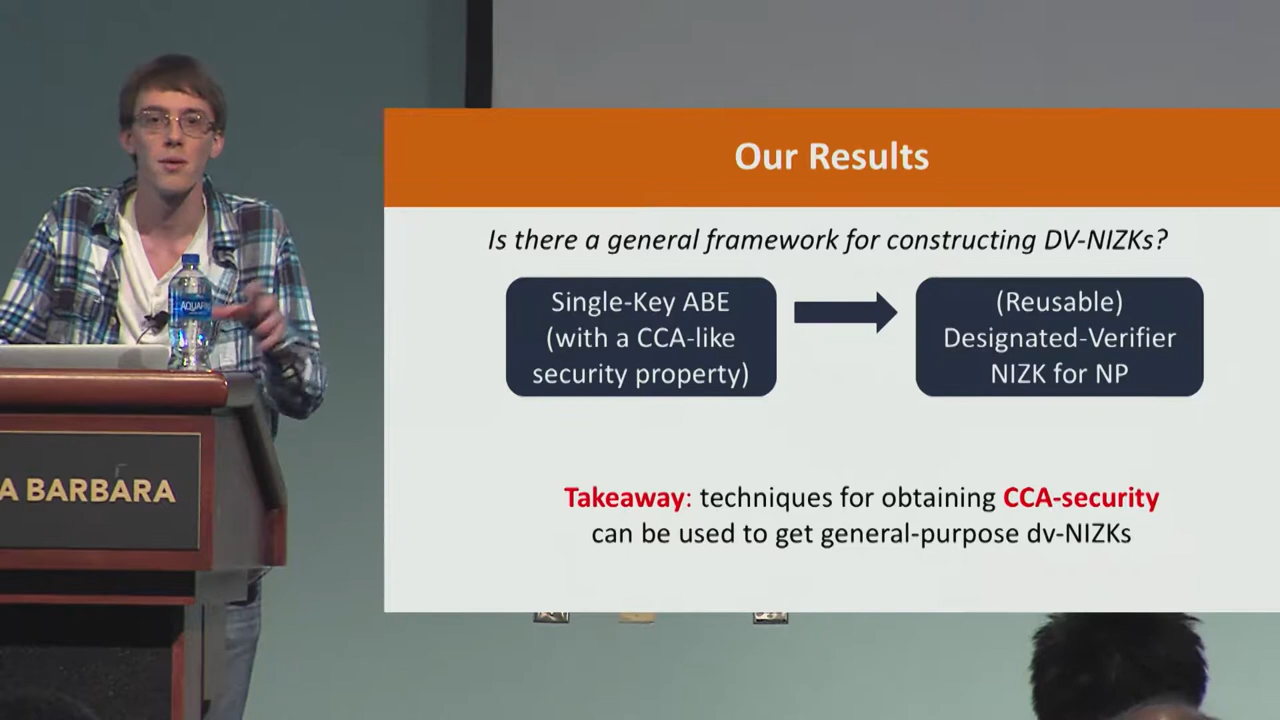 Our Results
Is there a general framework for constructing DV-NIZKs?
Single-Key ABE
(with a CCA-like
security property)
(Reusable)
Designated-Verifier
NIZK for NP
Takeaway: techniques for obtaining CCA-security
can be used to get general-purpose dv-NIZKs
A BARBARA